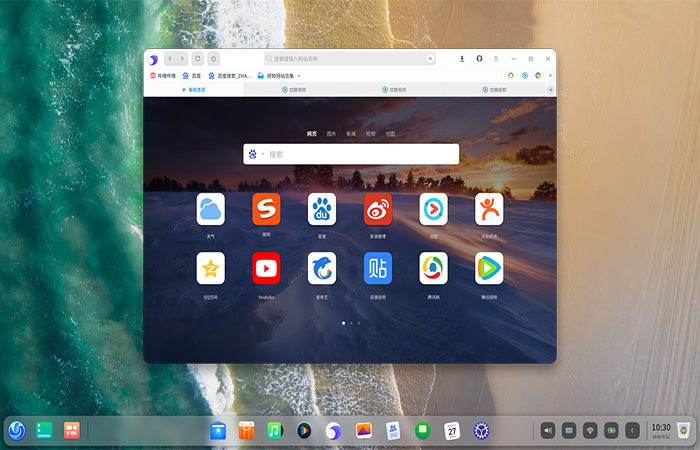 搜索或输入网站名称
哔哩哔哩 百度 百度搜索_ZHA... 视频网站合集
新标签页 优酷视频 优酷视频 优酷视频
网页 图片 新闻 视频 地图
搜索
du
天气 搜狗 百度 新浪微博 优酷 大众点评
贴
QQ空间 Youtube 爱奇艺 百度贴吧 腾讯网 腾讯视频
27
10:30